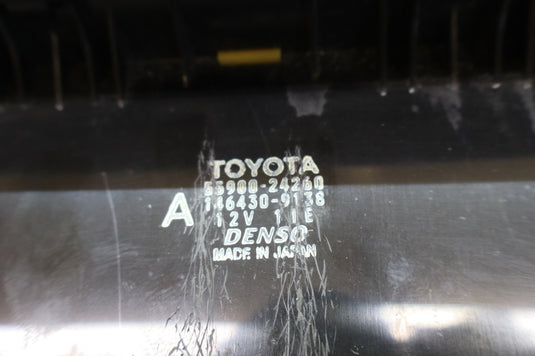 TOYOTA
55900-24260
146430-9138
A
12V 11E
DENSO
MADE IN JAPAN